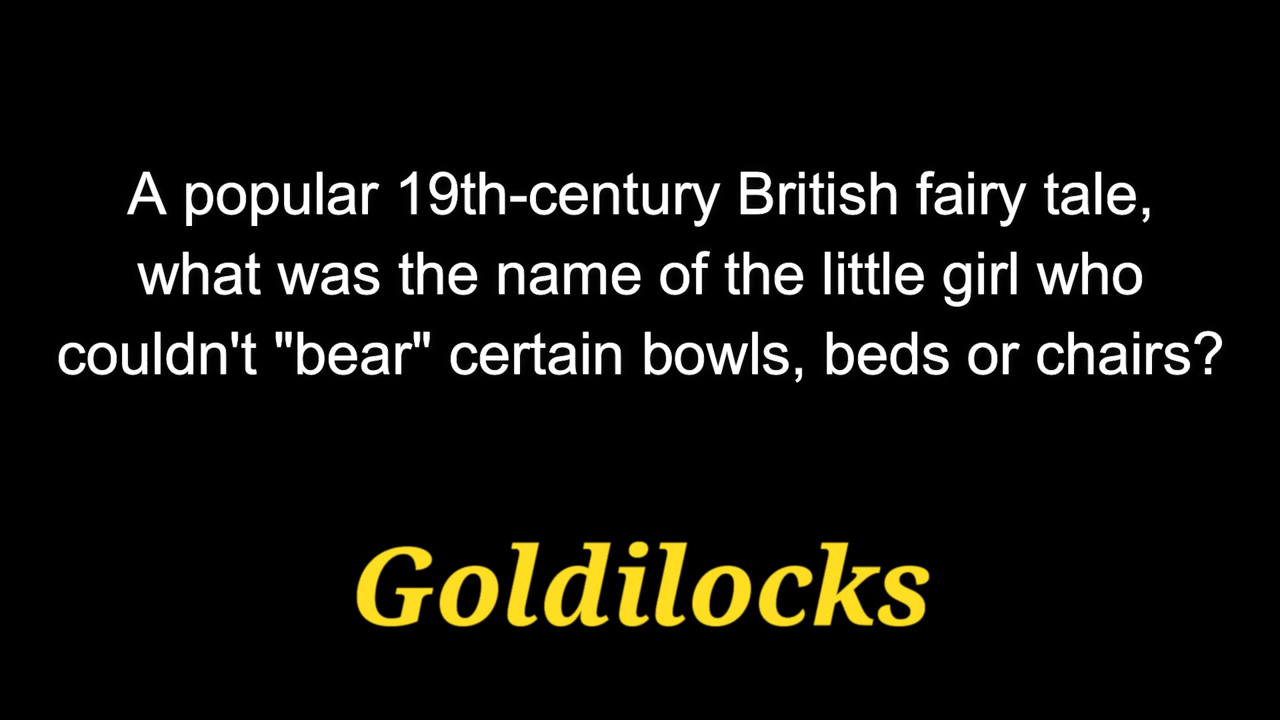 A popular 19th-century British fairy tale,
what was the name of the little girl who
couldn't "bear" certain bowls, beds or chairs?
Goldilocks